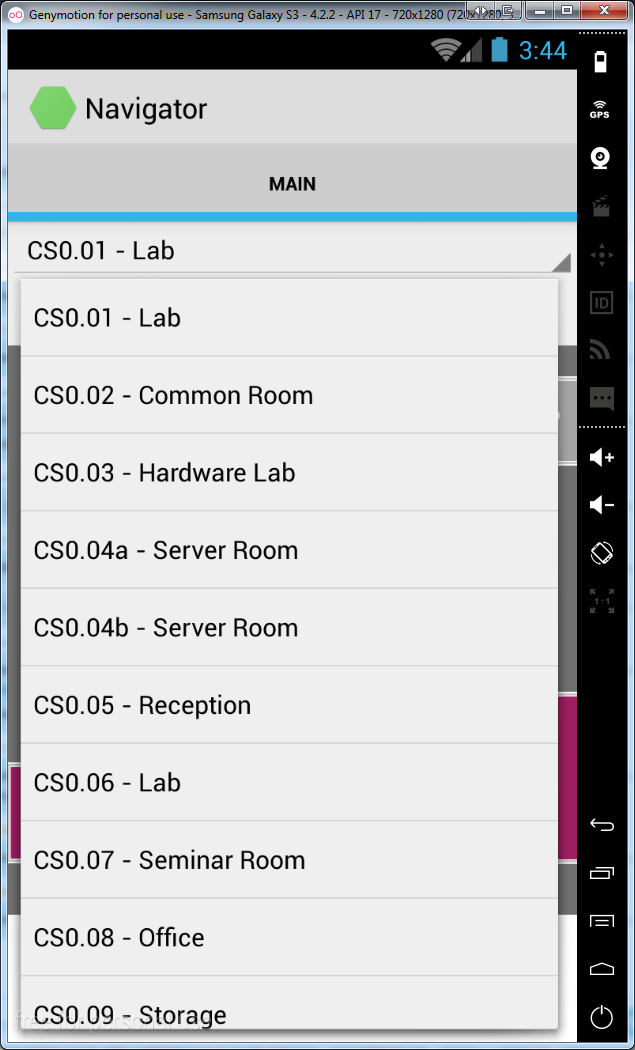 Genymotion for personal use - Samsung Galaxy S3 - 4.2.2 - API 17 - 720x1280
3:44
GPS
Navigator
MAIN
CS0.01 - Lab
CS0.01 - Lab
CS0.02 - Common Room
CS0.03 - Hardware Lab
CS0.04a - Server Room
CS0.04b - Server Room
CS0.05 - Reception
CS0.06 - Lab
CS0.07 - Seminar Room
CS0.08 - Office
CS0.09 - Storage
free for personal
ID
1:1